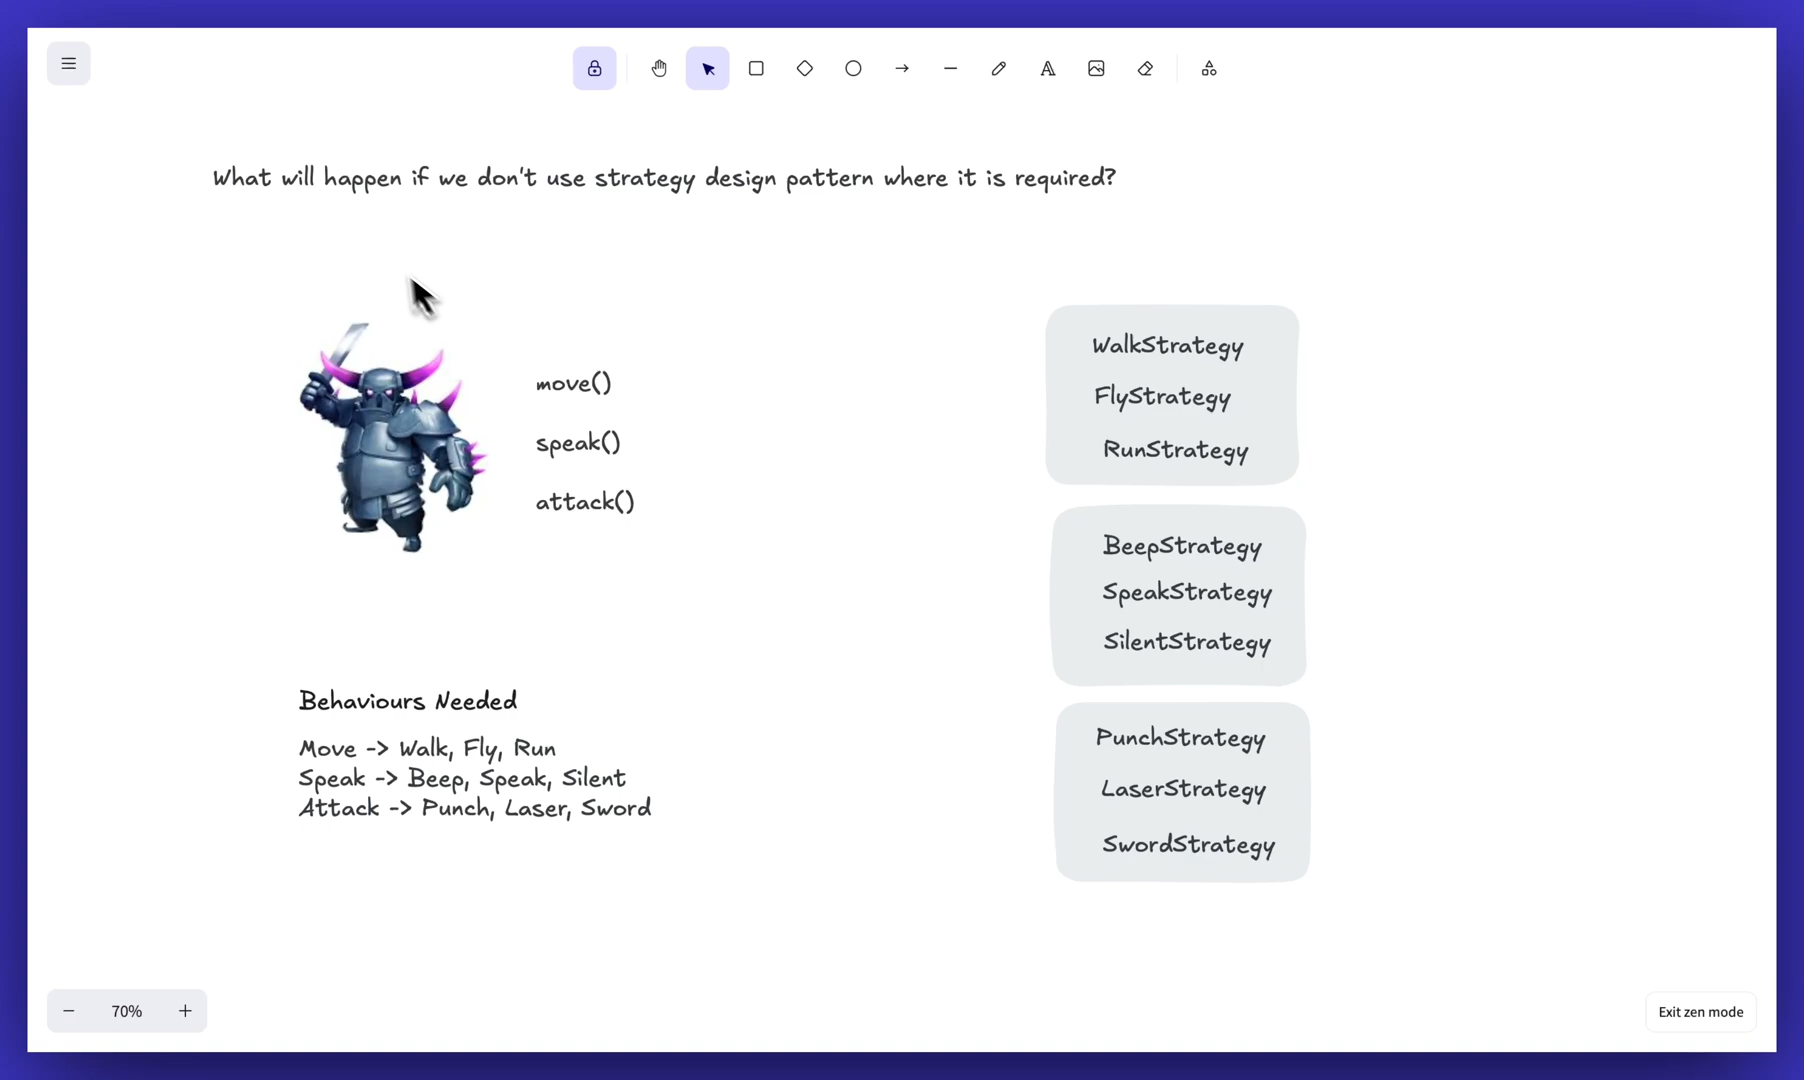 What will happen if we don't use strategy design pattern where it is required?
move()
speak()
attack()
WalkStrategy
FlyStrategy
RunStrategy
BeepStrategy
SpeakStrategy
SilentStrategy
PunchStrategy
LaserStrategy
SwordStrategy
Behaviours Needed
Move -> Walk, Fly, Run
Speak -> Beep, Speak, Silent
Attack -> Punch, Laser, Sword
70%
Exit zen mode